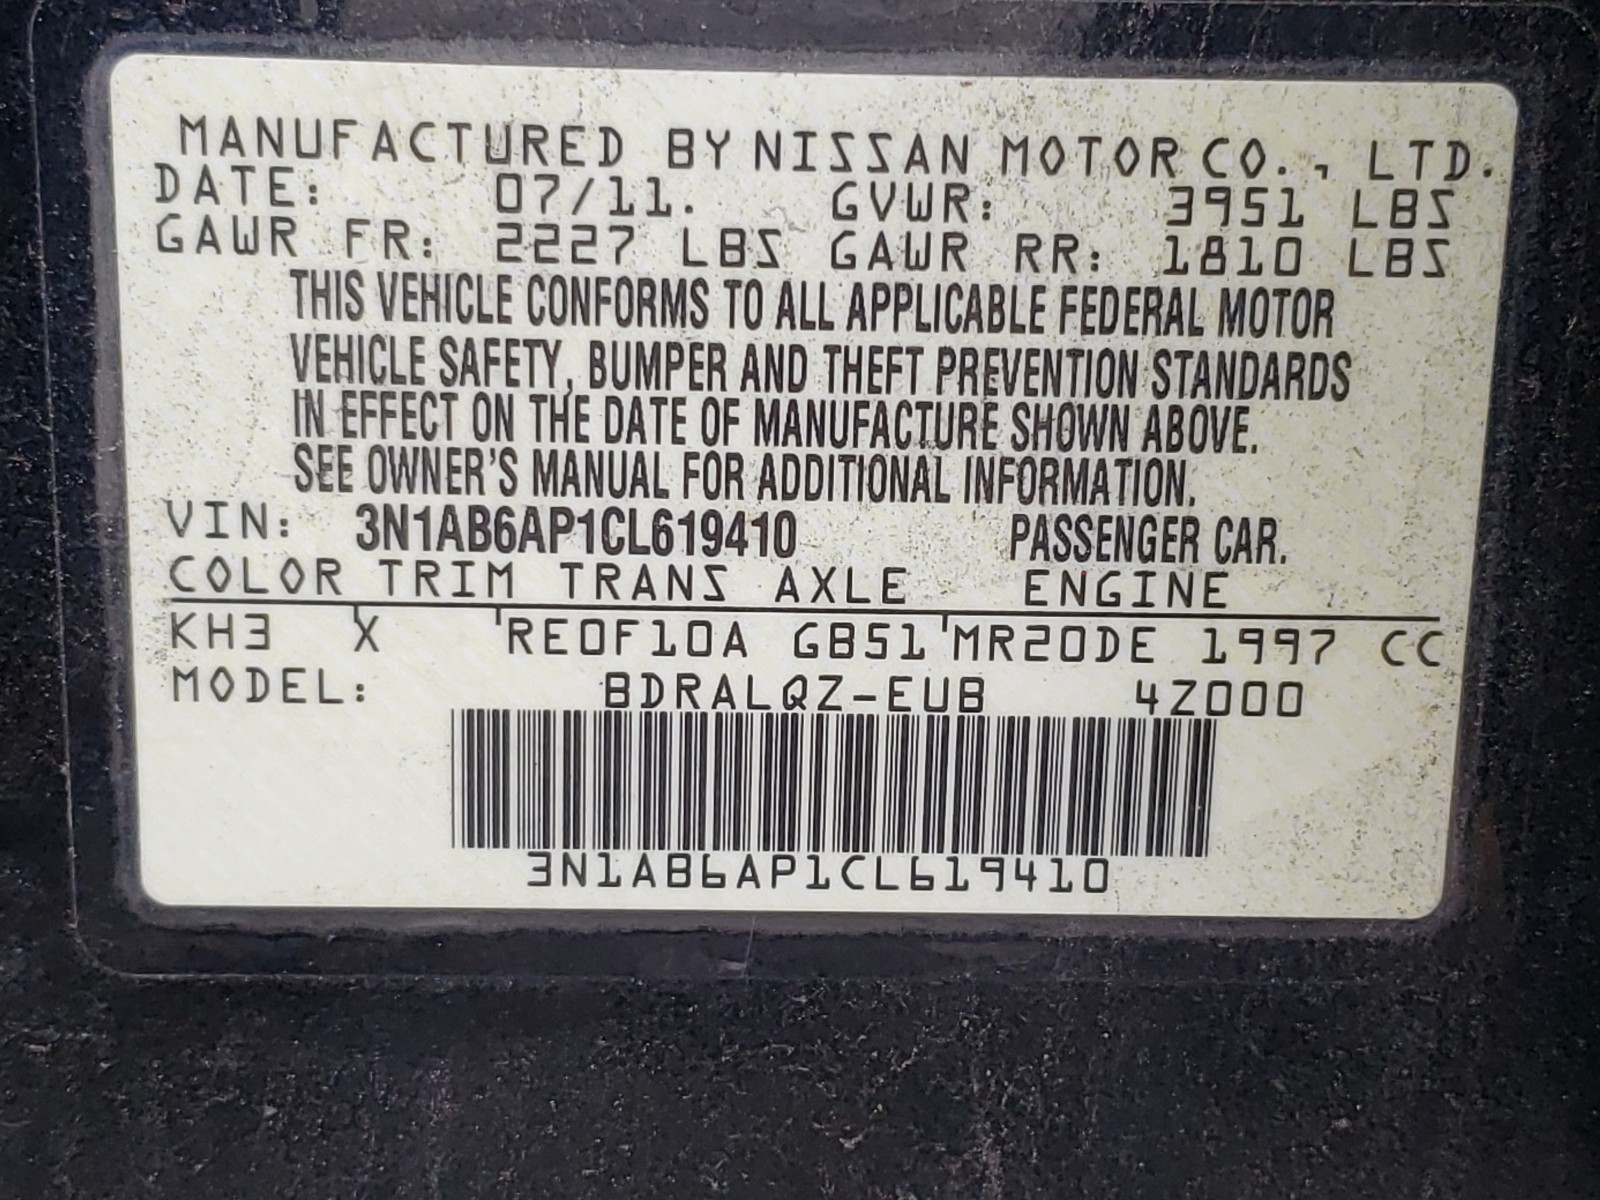 MANUFACTURED BY NISSAN MOTOR CO., LTD.
DATE: 07/11. GVWR: 3951 LBS
GAWR FR: 2227 LBS GAWR RR: 1810 LBS
THIS VEHICLE CONFORMS TO ALL APPLICABLE FEDERAL MOTOR
VEHICLE SAFETY, BUMPER AND THEFT PREVENTION STANDARDS
IN EFFECT ON THE DATE OF MANUFACTURE SHOWN ABOVE.
SEE OWNER'S MANUAL FOR ADDITIONAL INFORMATION.
VIN: 3N1AB6AP1CL619410 PASSENGER CAR.
COLOR TRIM TRANS AXLE ENGINE
KH3 X RE0F10A GB51 MR20DE 1997 CC
MODEL: BDRALQZ-EUB 4Z000
3N1AB6AP1CL619410